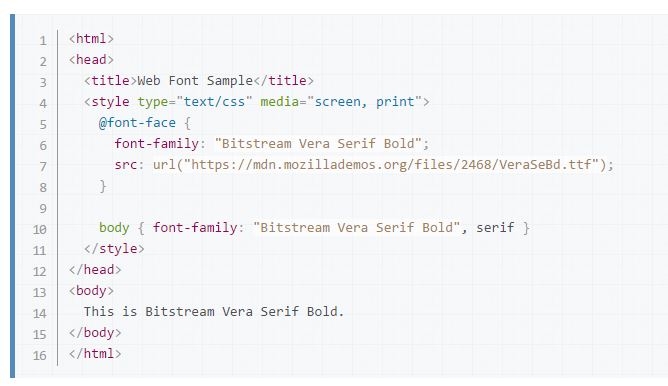 1 <html>
2 <head>
3   <title>Web Font Sample</title>
4   <style type="text/css" media="screen, print">
5     @font-face {
6       font-family: "Bitstream Vera Serif Bold";
7       src: url("https://mdn.mozillademos.org/files/2468/VeraSeBd.ttf");
8     }
9
10     body { font-family: "Bitstream Vera Serif Bold", serif }
11   </style>
12 </head>
13 <body>
14   This is Bitstream Vera Serif Bold.
15 </body>
16 </html>